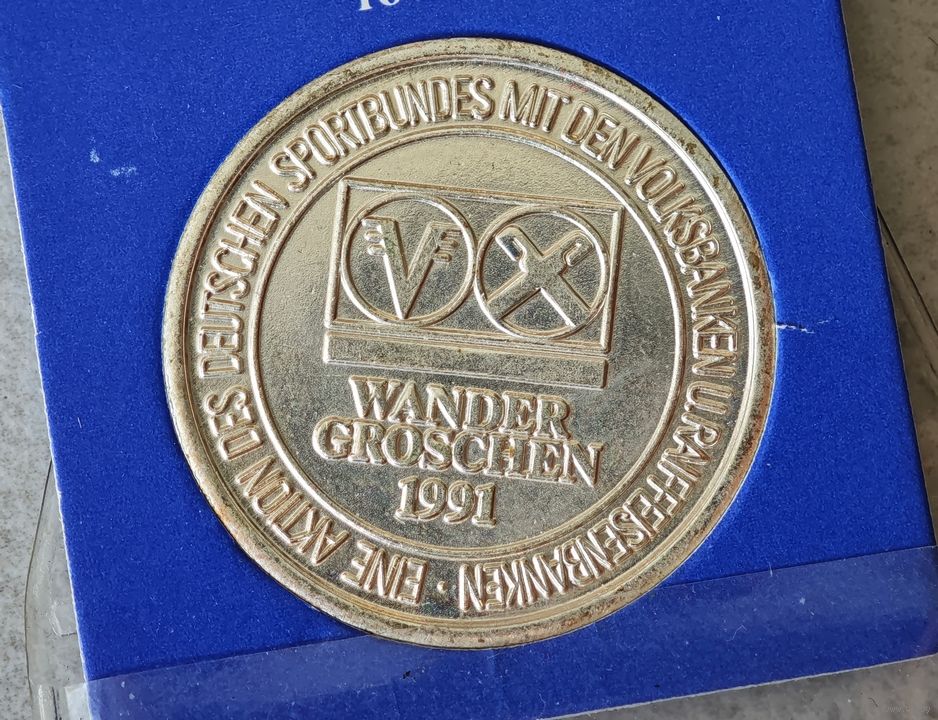 EINE AKTION DES DEUTSCHEN SPORTBUNDES MIT DEN VOLKSBANKEN U. RAIFFEISENBANKEN ·
V
WANDER
GROSCHEN
1991